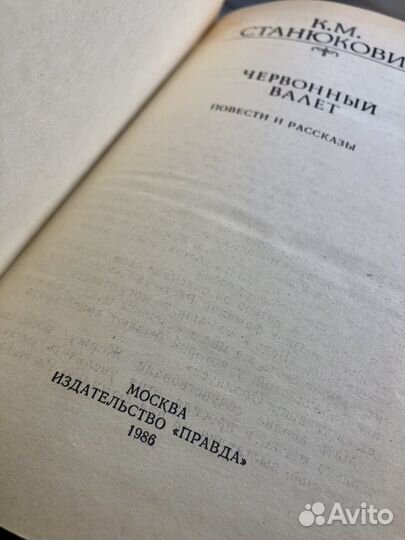 К.М.
СТАНЮКОВИ
ЧЕРВОННЫЙ
ВАЛЕТ
ПОВЕСТИ И РАССКАЗЫ
МОСКВА
ИЗДАТЕЛЬСТВО «ПРАВДА»
1986
Avito